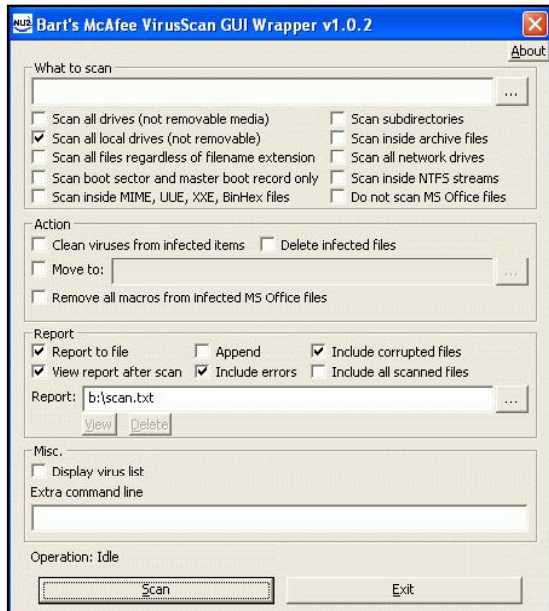 NU2 Bart's McAfee VirusScan GUI Wrapper v1.0.2
About
What to scan
...
Scan all drives (not removable media) Scan subdirectories
Scan all local drives (not removable) Scan inside archive files
Scan all files regardless of filename extension Scan all network drives
Scan boot sector and master boot record only Scan inside NTFS streams
Scan inside MIME, UUE, XXE, BinHex files Do not scan MS Office files
Action
Clean viruses from infected items Delete infected files
Move to: ...
Remove all macros from infected MS Office files
Report
Report to file Append Include corrupted files
View report after scan Include errors Include all scanned files
Report: b:\scan.txt ...
View Delete
Misc.
Display virus list
Extra command line
Operation: Idle
Scan Exit